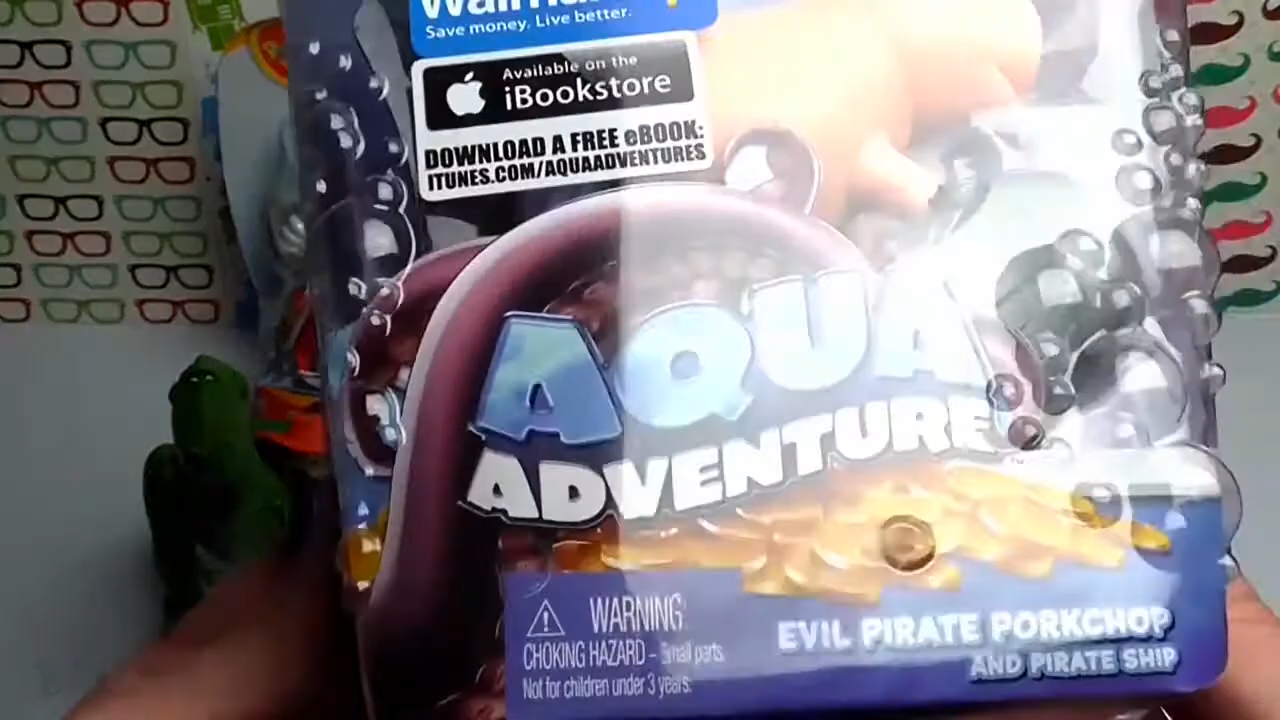 Walmart
Save money. Live better.
Available on the
iBookstore
DOWNLOAD A FREE eBOOK:
ITUNES.COM/AQUAADVENTURES
AQUA
ADVENTURE
WARNING:
CHOKING HAZARD – Small parts.
Not for children under 3 years.
EVIL PIRATE PORKCHOP
AND PIRATE SHIP